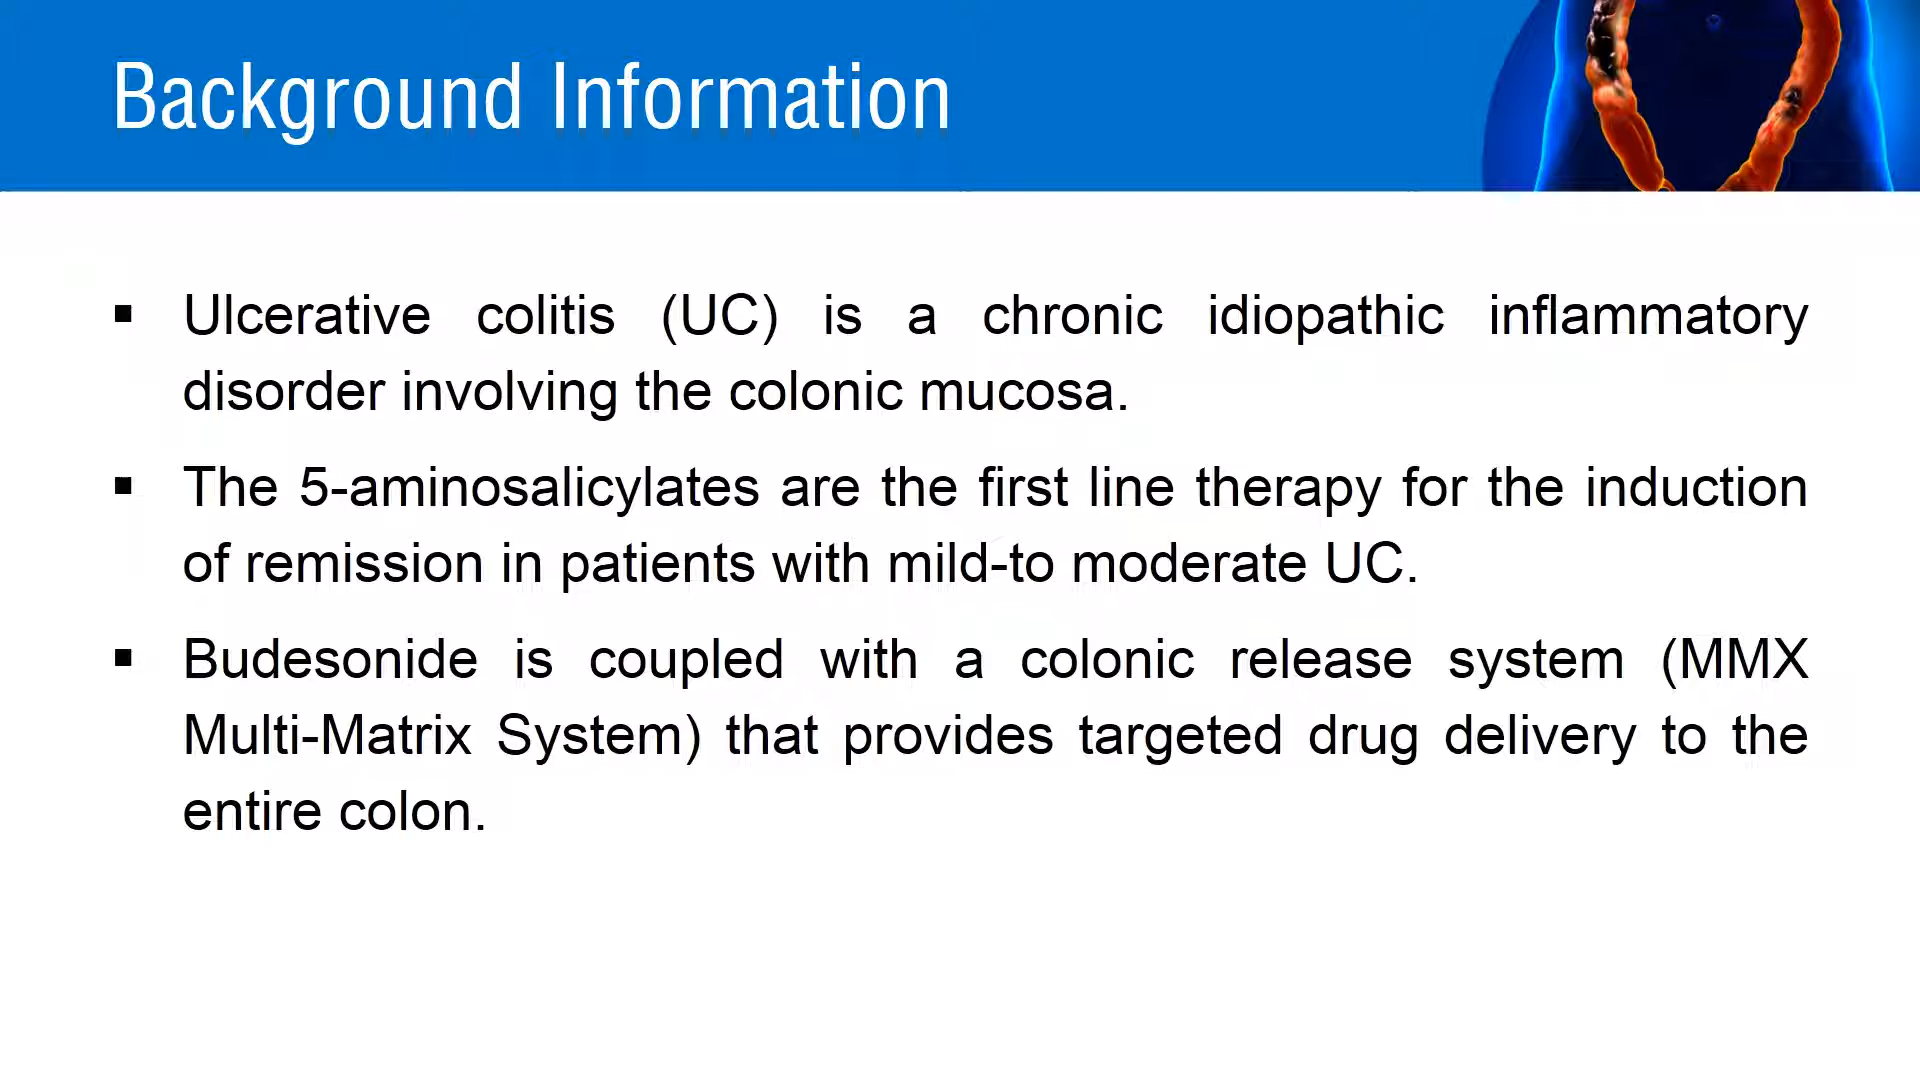 Background Information
▪ Ulcerative colitis (UC) is a chronic idiopathic inflammatory
disorder involving the colonic mucosa.
▪ The 5-aminosalicylates are the first line therapy for the induction
of remission in patients with mild-to moderate UC.
▪ Budesonide is coupled with a colonic release system (MMX
Multi-Matrix System) that provides targeted drug delivery to the
entire colon.